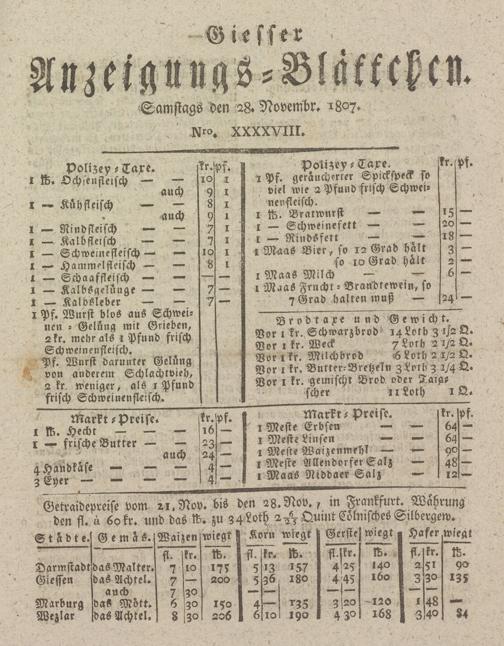 Giesser
Anzeigungs-Blättchen.
Samstags den 28. Novembr. 1807.
Nro. XXXXVIII.
Polizey-Taxe. kr. pf.
1 ℔. Ochsenfleisch — — 10 1
auch 9 1
1 — Kühfleisch — — 8 1
auch 9 1
1 — Rindfleisch — — 7 1
1 — Kalbfleisch — — 7 1
1 — Schweinefleisch — — 10 1
1 — Hammelfleisch — — 8 1
1 — Schaaffleisch — — — —
1 — Kalbsgelünge — — 7 —
1 — Kalbsleber — — 7 —
1 Pf. Wurst blos aus Schwei-
nen-Gelüng mit Grieben,
2 kr. mehr als 1 Pfund frisch
Schweinenfleisch.
Pf. Wurst darunter Gelüng
von anderem Schlachtvieh,
2 kr. weniger, als 1 Pfund
frisch Schweinenfleisch.
Polizey-Taxe. kr. pf.
1 Pf. geräucherter Spickspeck so
viel wie 2 Pfund frisch Schwei-
nenfleisch.
1 ℔. Bratwurst — — 15 —
1 — Schweinefett — — 20 —
1 — Rindsfett — — 18 —
1 Maas Bier, so 12 Grad hält 3 —
so 10 Grad hält 2 —
1 Maas Milch — — 6 —
1 Maas Frucht-Brandtewein, so
7 Grad halten muß — 24 —
Brodtaxe und Gewicht.
Vor 1 kr. Schwarzbrod 14 Loth 3 1/2 Q.
Vor 1 kr. Weck 7 Loth 2 1/2 Q.
Vor 1 kr. Milchbrod 6 Loth 2 1/2 Q.
Vor 1 kr. Butter-Bretzeln 3 Loth 3 1/4 Q.
Vor 1 kr. gemischt Brod oder
scher 11 Loth 1 Q.
Markt-Preise. kr. pf.
1 ℔. Hecht — — 16 —
1 — frische Butter — — 23 —
auch 24 —
4 Handkäse — — 4 —
3 Eyer — — 4 —
Markt-Preise. kr. pf.
1 Meste Erbsen 64 —
1 Meste Linsen 64 —
1 Meste Waizenmehl — 90 —
1 Meste Allendorfer Salz 48 —
1 Maas Niddaer Salz — 12 —
Getraidepreise vom 21. Nov. bis den 28. Nov., in Frankfurt. Währung
den fl. à 60 kr. und das ℔. zu 34 Loth 2 Quint Cölnisches Silbergew.
Städte. Gemäs. Waizen wiegt Korn wiegt Gerste wiegt Hafer wiegt
fl. kr. ℔. fl. kr. ℔. fl. kr. ℔. fl. kr. ℔.
Darmstadt das Malter. 7 10 175 5 13 157 4 25 140 2 51 90
Giessen das Achtel. 7 — 200 5 36 180 4 45 160 3 30 135
auch 7 30 — — — —
Marburg das Mött. 6 30 150 4 — 135 3 20 120 1 48 —
Wezlar das Achtel. 8 30 206 6 10 190 4 30 168 3 40 84